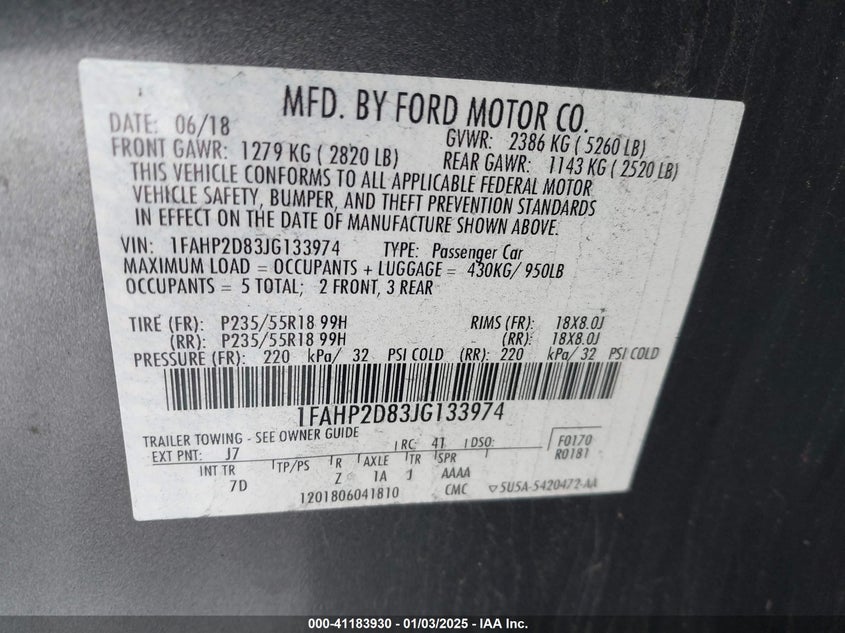 MFD. BY FORD MOTOR CO.
DATE: 06/18 GVWR: 2386 KG ( 5260 LB)
FRONT GAWR: 1279 KG ( 2820 LB) REAR GAWR: 1143 KG ( 2520 LB)
THIS VEHICLE CONFORMS TO ALL APPLICABLE FEDERAL MOTOR
VEHICLE SAFETY, BUMPER, AND THEFT PREVENTION STANDARDS
IN EFFECT ON THE DATE OF MANUFACTURE SHOWN ABOVE.
VIN: 1FAHP2D83JG133974 TYPE: Passenger Car
MAXIMUM LOAD = OCCUPANTS + LUGGAGE = 430KG/ 950LB
OCCUPANTS = 5 TOTAL; 2 FRONT, 3 REAR
TIRE (FR): P235/55R18 99H RIMS (FR): 18X8.0J
(RR): P235/55R18 99H (RR): 18X8.0J
PRESSURE (FR): 220 kPa/ 32 PSI COLD (RR): 220 kPa/ 32 PSI COLD
1FAHP2D83JG133974
TRAILER TOWING - SEE OWNER GUIDE
EXT PNT: J7 RC: 41 DSO: F0170
R0181
INT TR TP/PS R AXLE TR SPR
7D Z 1A J AAAA
1201806041810 CMC ▽5U5A-5420472-AA
000-41183930 - 01/03/2025 - IAA Inc.